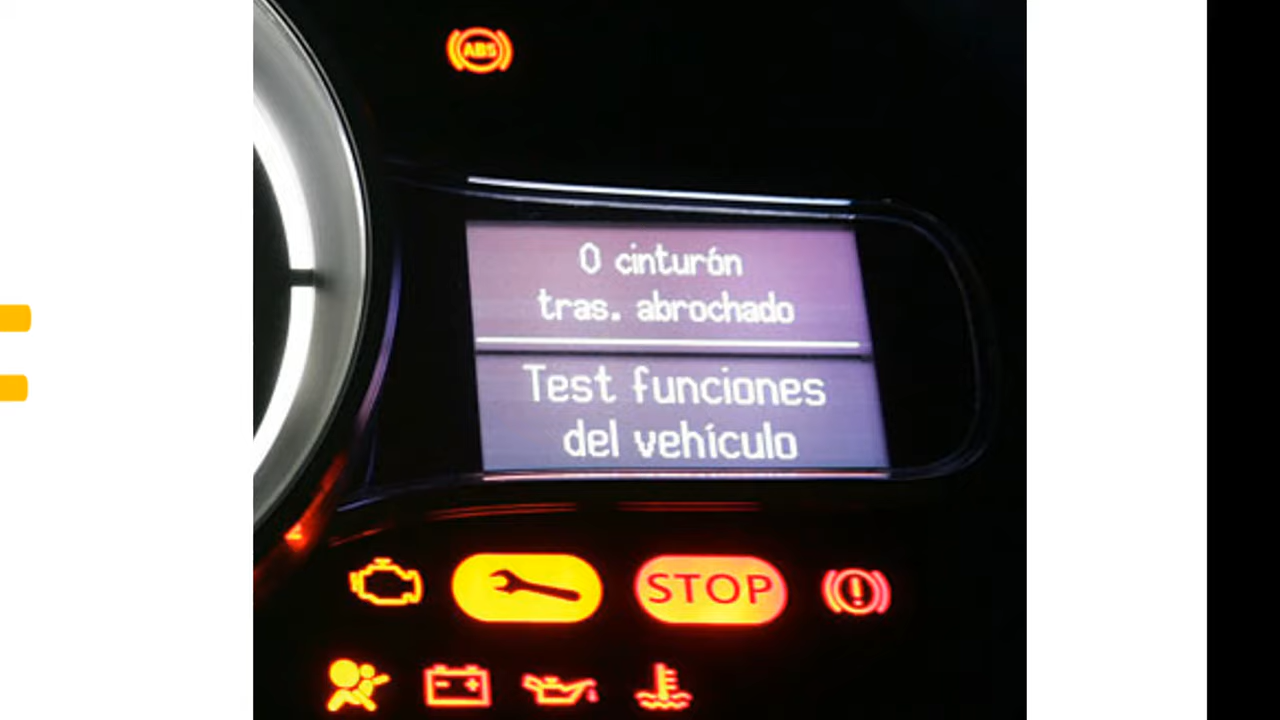 ABS
0 cinturón
tras. abrochado
Test funciones
del vehículo
STOP